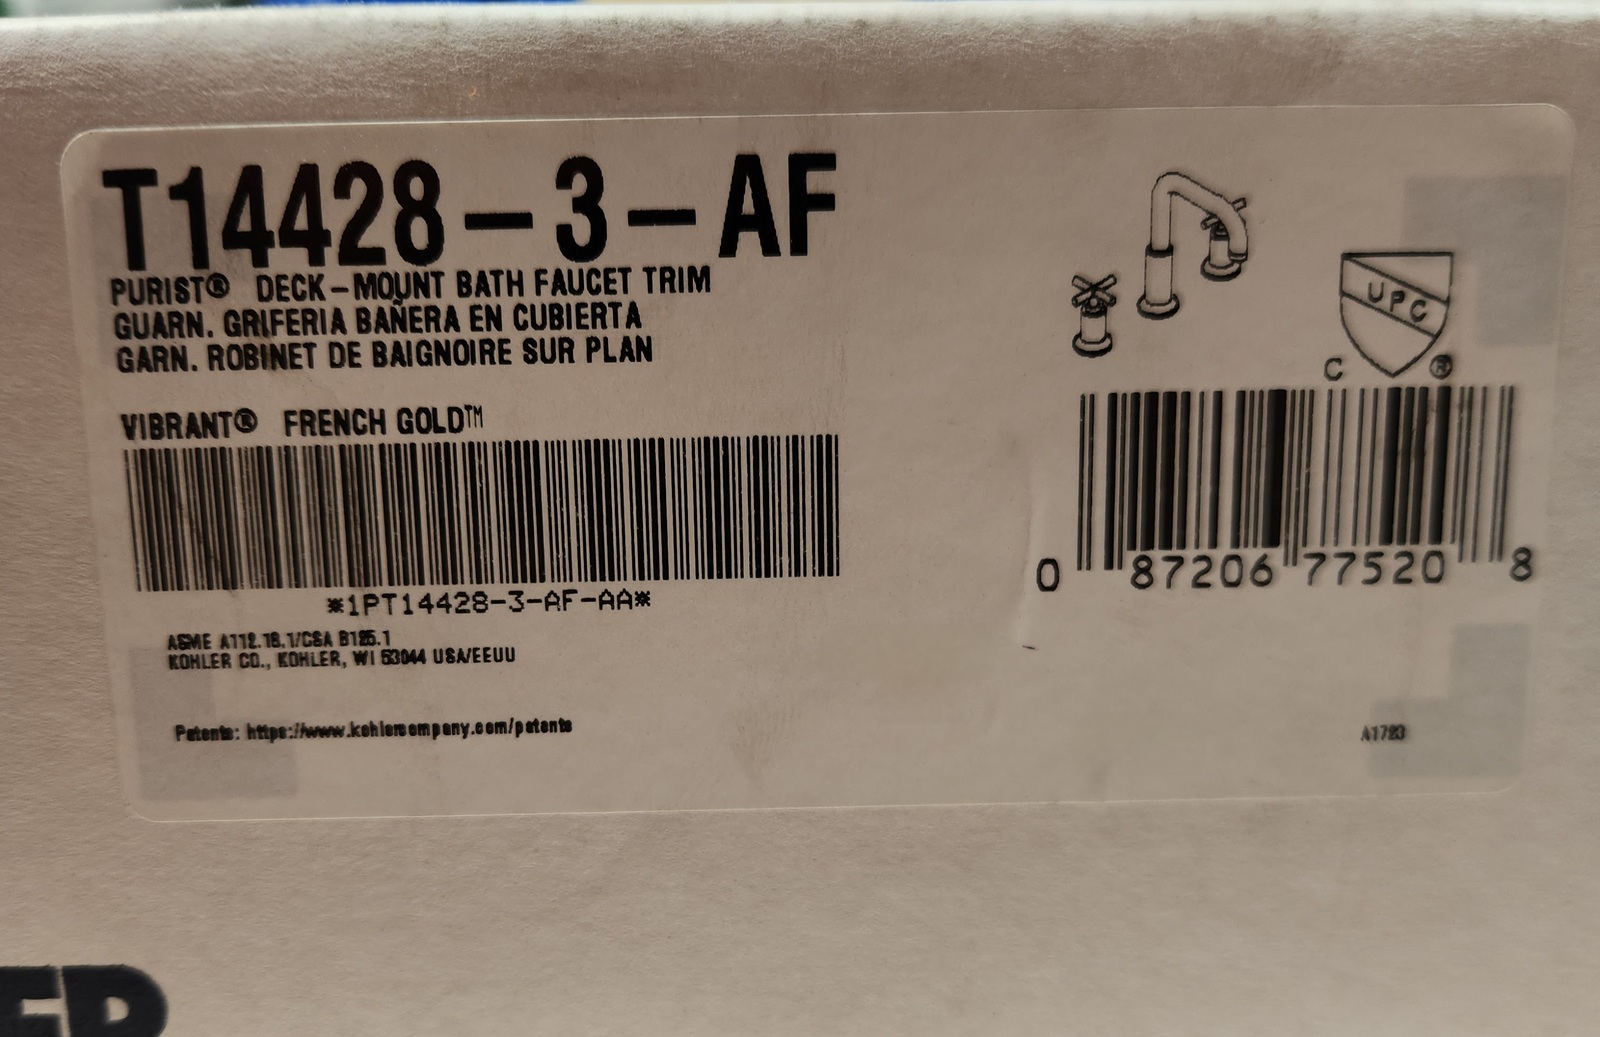 T14428-3-AF
PURIST® DECK-MOUNT BATH FAUCET TRIM
GUARN. GRIFERIA BAÑERA EN CUBIERTA
GARN. ROBINET DE BAIGNOIRE SUR PLAN
VIBRANT® FRENCH GOLD™
*1PT14428-3-AF-AA*
ASME A112.18.1/CSA B125.1
KOHLER CO., KOHLER, WI 53044 USA/EEUU
Patents: https://www.kohlercompany.com/patents
UPC
C ®
0 87206 77520 8
A1723
ER